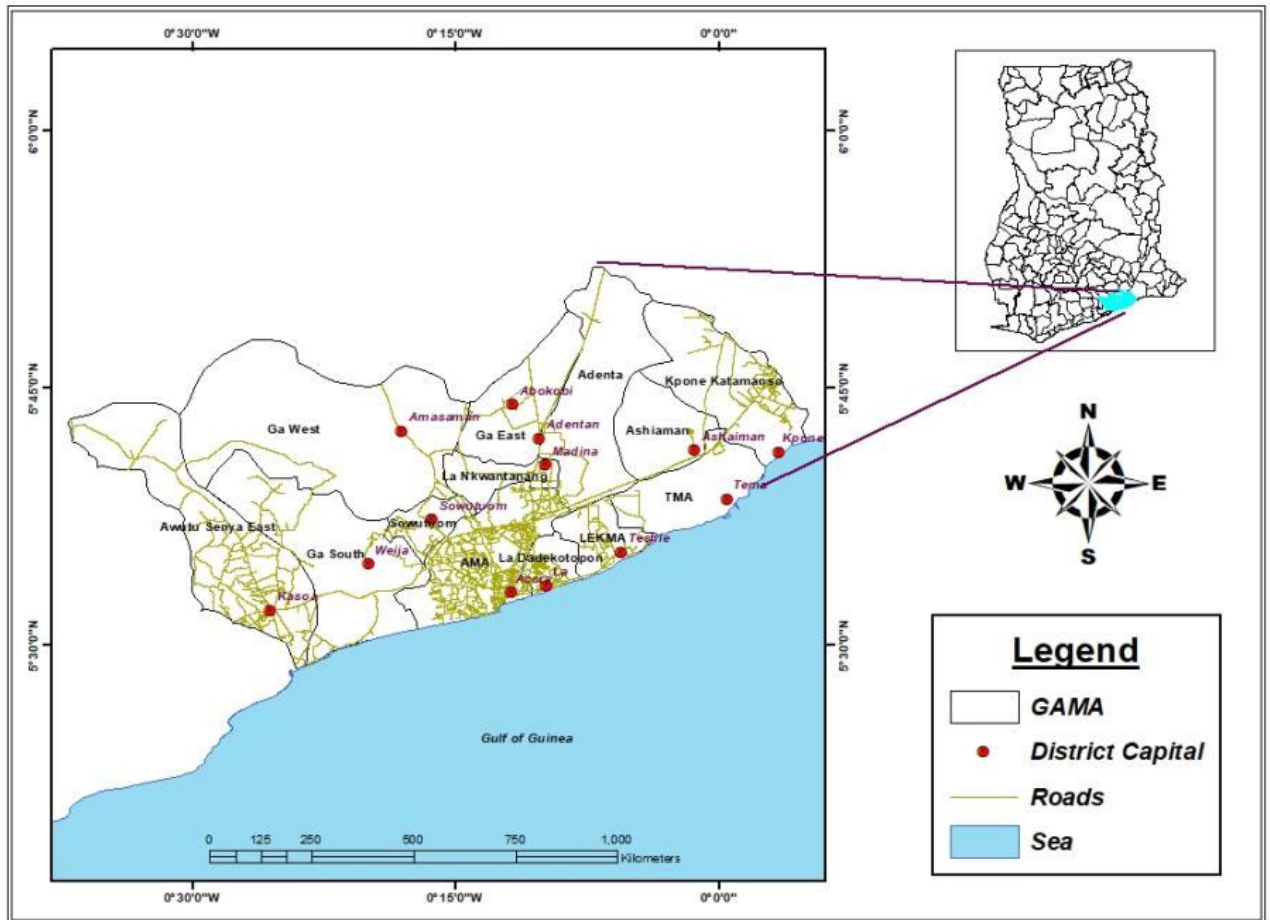 0°30'0"W 0°15'0"W 0°0'0"
6°0'0"N 6°0'0"N
5°45'0"N 5°45'0"N
5°30'0"N 5°30'0"N
Adenta
Kpone Katamanso
Abokobi
Amasaman
Ga West
Adentan
Ga East
Ashiaman
Ashaiman
Kpone
Madina
La N'kwantanang
Tema
TMA
Sowutuom
Sowutuom
Awutu Senya East
LEKMA
Teshie
Ga South
Weija
La Dadekotopon
AMA
La
Accra
Kasoa
Gulf of Guinea
0 125 250 500 750 1,000
Kilometers
0°30'0"W 0°15'0"W 0°0'0"
N
W E
S
Legend
GAMA
District Capital
Roads
Sea